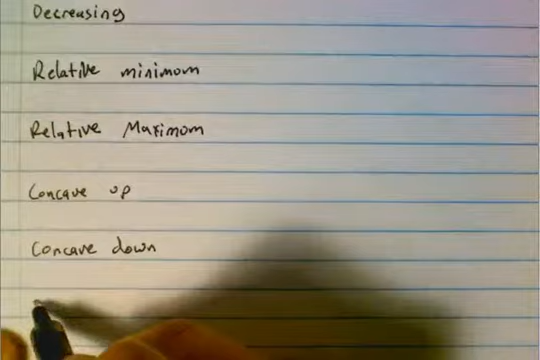 Decreasing
Relative minimom
Relative Maximom
Concave up
Concave down